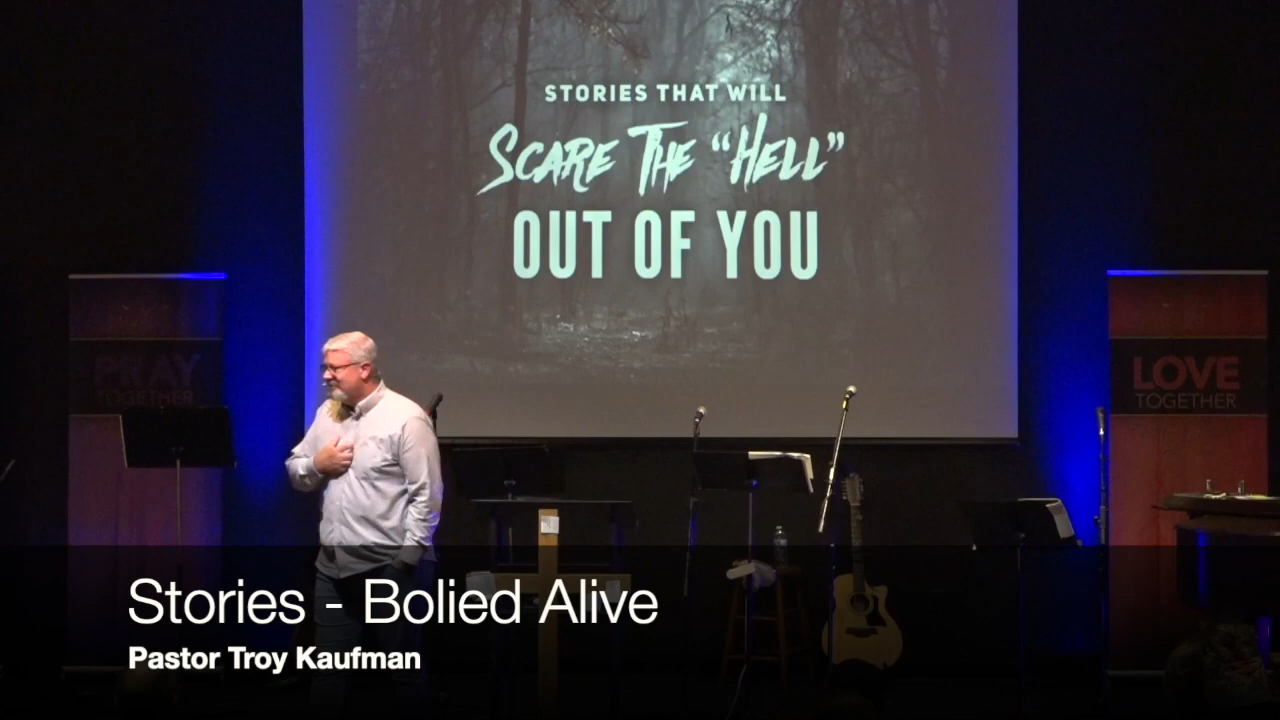 STORIES THAT WILL
SCARE THE “HELL”
OUT OF YOU
PRAY
TOGETHER
LOVE
TOGETHER
Stories - Bolied Alive
Pastor Troy Kaufman